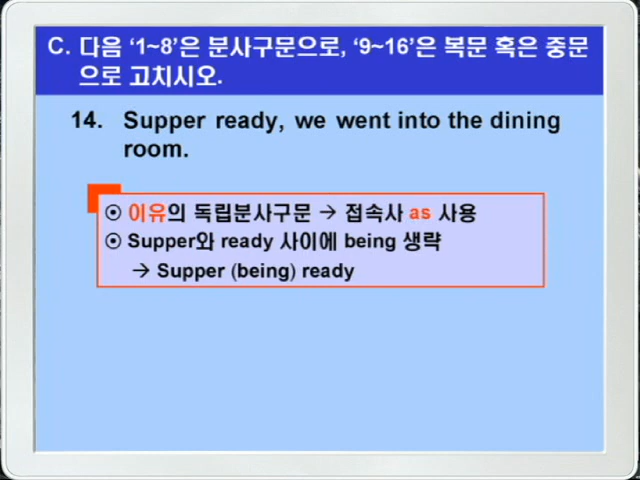 C. 다음 ‘1~8’은 분사구문으로, ‘9~16’은 복문 혹은 중문
으로 고치시오.
14. Supper ready, we went into the dining
room.
⊙ 이유의 독립분사구문 → 접속사 as 사용
⊙ Supper와 ready 사이에 being 생략
→ Supper (being) ready